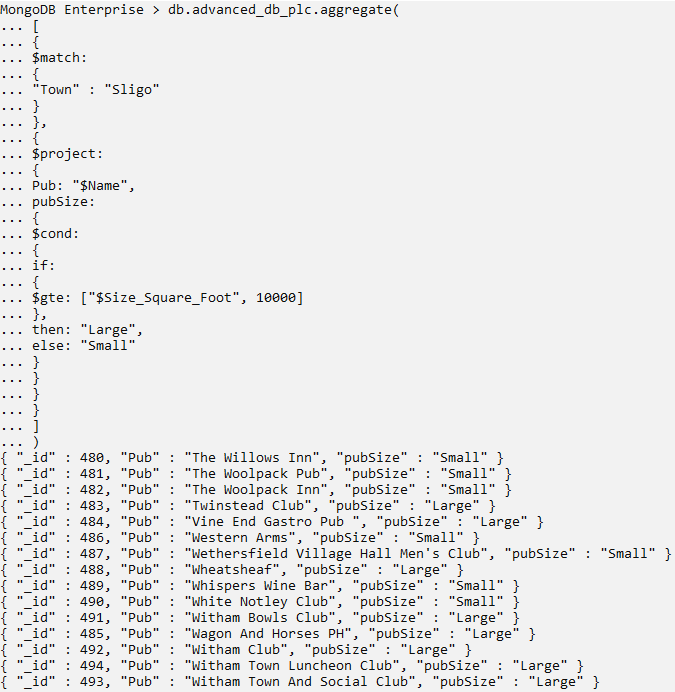 MongoDB Enterprise > db.advanced_db_plc.aggregate(
... [
... {
... $match:
... {
... "Town" : "Sligo"
... }
... },
... {
... $project:
... {
... Pub: "$Name",
... pubSize:
... {
... $cond:
... {
... if:
... {
... $gte: ["$Size_Square_Foot", 10000]
... },
... then: "Large",
... else: "Small"
... }
... }
... }
... }
... ]
... )
{ "_id" : 480, "Pub" : "The Willows Inn", "pubSize" : "Small" }
{ "_id" : 481, "Pub" : "The Woolpack Pub", "pubSize" : "Small" }
{ "_id" : 482, "Pub" : "The Woolpack Inn", "pubSize" : "Small" }
{ "_id" : 483, "Pub" : "Twinstead Club", "pubSize" : "Large" }
{ "_id" : 484, "Pub" : "Vine End Gastro Pub ", "pubSize" : "Large" }
{ "_id" : 486, "Pub" : "Western Arms", "pubSize" : "Small" }
{ "_id" : 487, "Pub" : "Wethersfield Village Hall Men's Club", "pubSize" : "Small" }
{ "_id" : 488, "Pub" : "Wheatsheaf", "pubSize" : "Large" }
{ "_id" : 489, "Pub" : "Whispers Wine Bar", "pubSize" : "Small" }
{ "_id" : 490, "Pub" : "White Notley Club", "pubSize" : "Small" }
{ "_id" : 491, "Pub" : "Witham Bowls Club", "pubSize" : "Large" }
{ "_id" : 485, "Pub" : "Wagon And Horses PH", "pubSize" : "Large" }
{ "_id" : 492, "Pub" : "Witham Club", "pubSize" : "Large" }
{ "_id" : 494, "Pub" : "Witham Town Luncheon Club", "pubSize" : "Large" }
{ "_id" : 493, "Pub" : "Witham Town And Social Club", "pubSize" : "Large" }